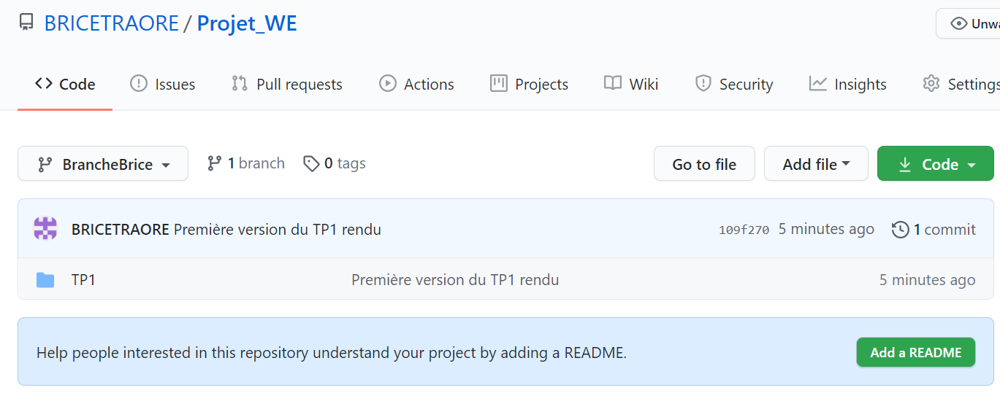 BRICETRAORE / Projet_WE
Unwa
Code Issues Pull requests Actions Projects Wiki Security Insights Settings
BrancheBrice 1 branch 0 tags Go to file Add file Code
BRICETRAORE Première version du TP1 rendu 109f270 5 minutes ago 1 commit
TP1 Première version du TP1 rendu 5 minutes ago
Help people interested in this repository understand your project by adding a README. Add a README